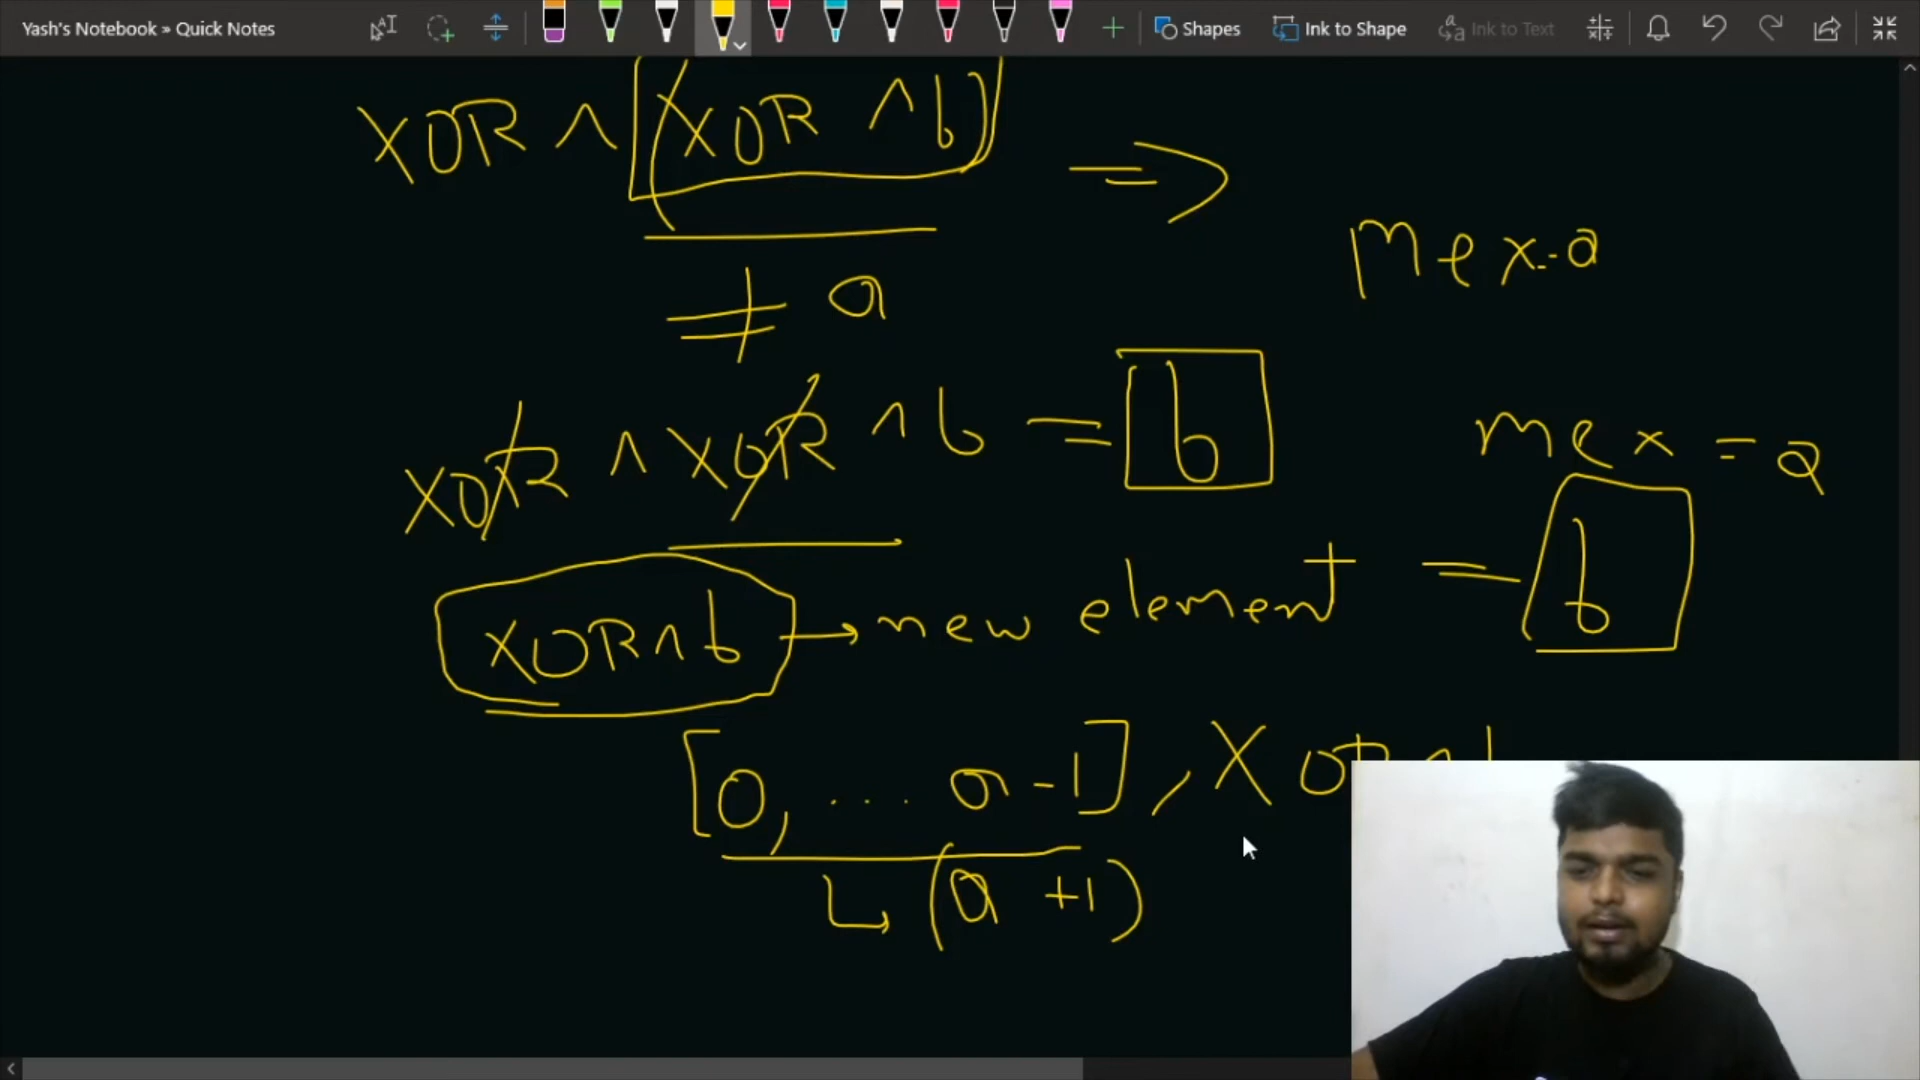 Yash's Notebook » Quick Notes
Shapes
Ink to Shape
Ink to Text
XOR ^ (XOR ^ b) =>
≠ a
Mex = a
XOR ^ XOR ^ b = b
mex = a
XOR ^ b → new element = b
[0, ... a-1], XOR
(a +1)